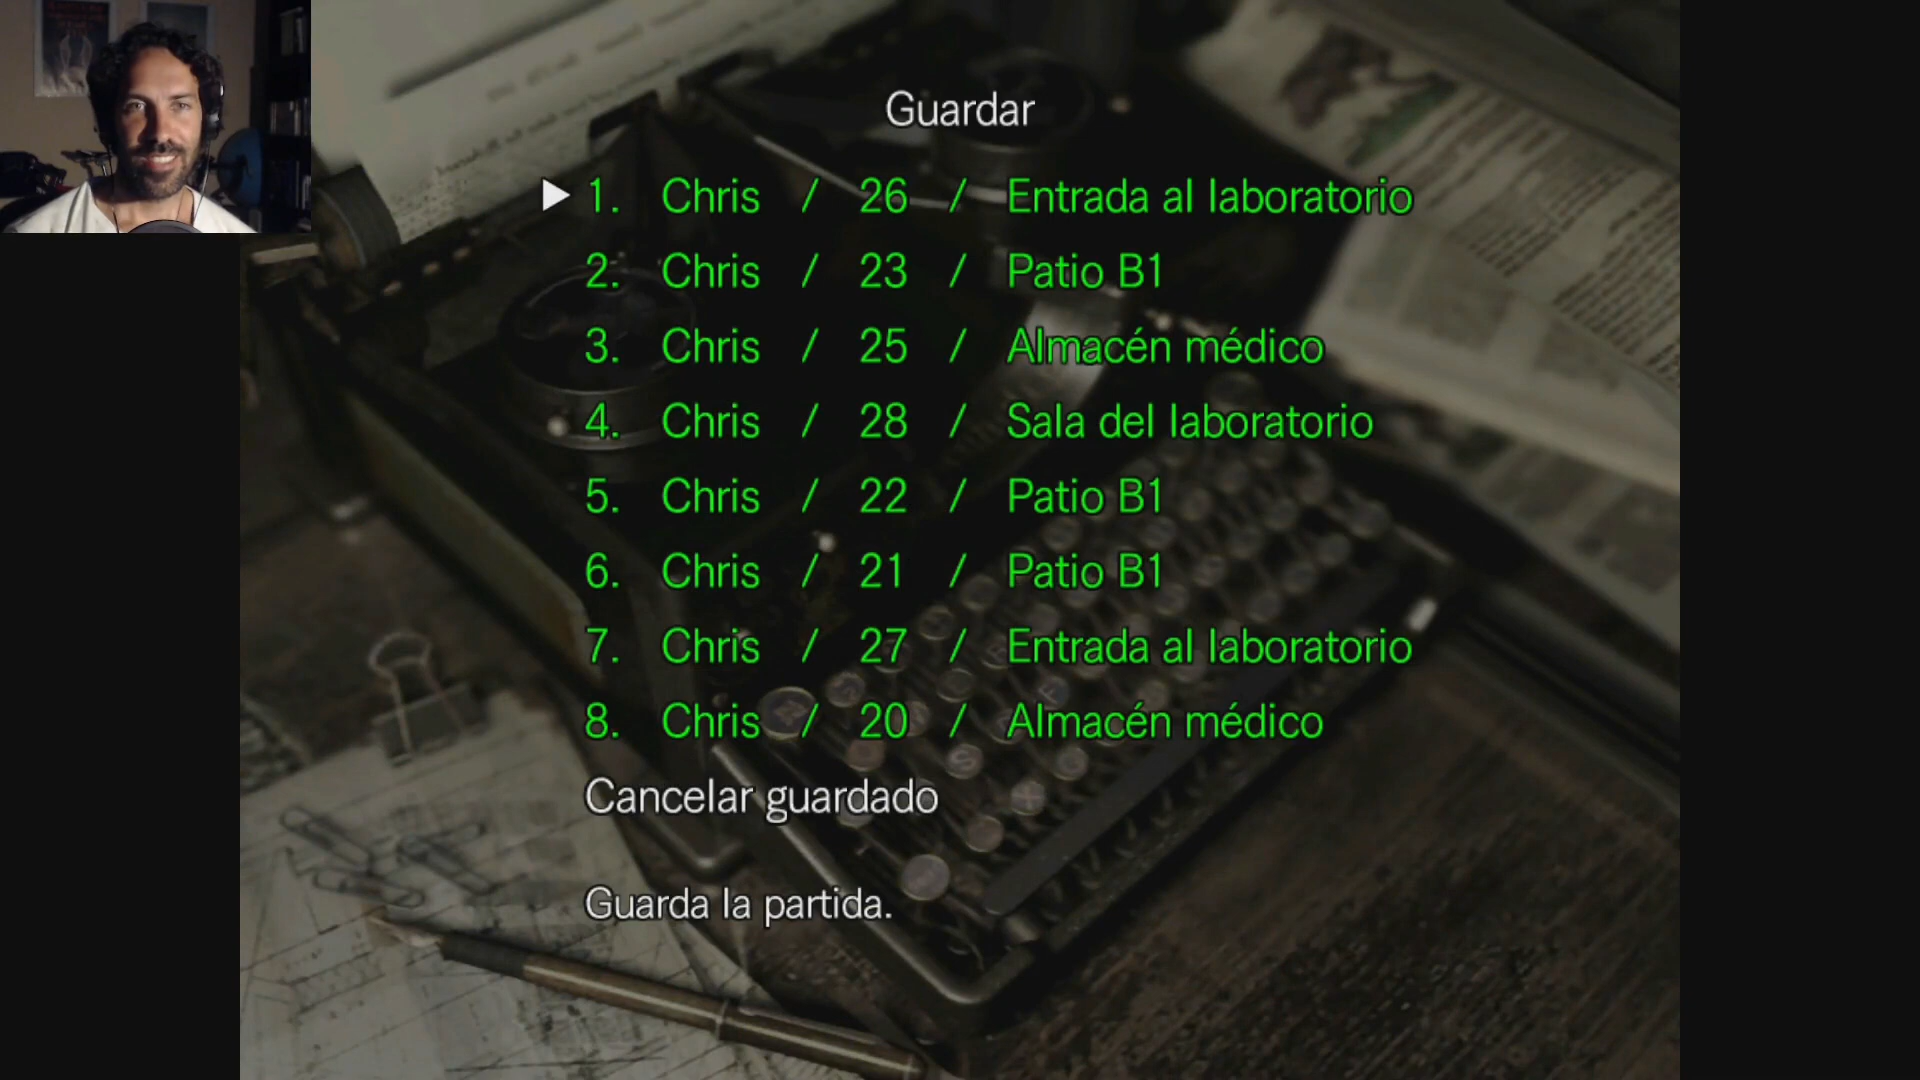 Guardar
1. Chris / 26 / Entrada al laboratorio
2. Chris / 23 / Patio B1
3. Chris / 25 / Almacén médico
4. Chris / 28 / Sala del laboratorio
5. Chris / 22 / Patio B1
6. Chris / 21 / Patio B1
7. Chris / 27 / Entrada al laboratorio
8. Chris / 20 / Almacén médico
Cancelar guardado
Guarda la partida.